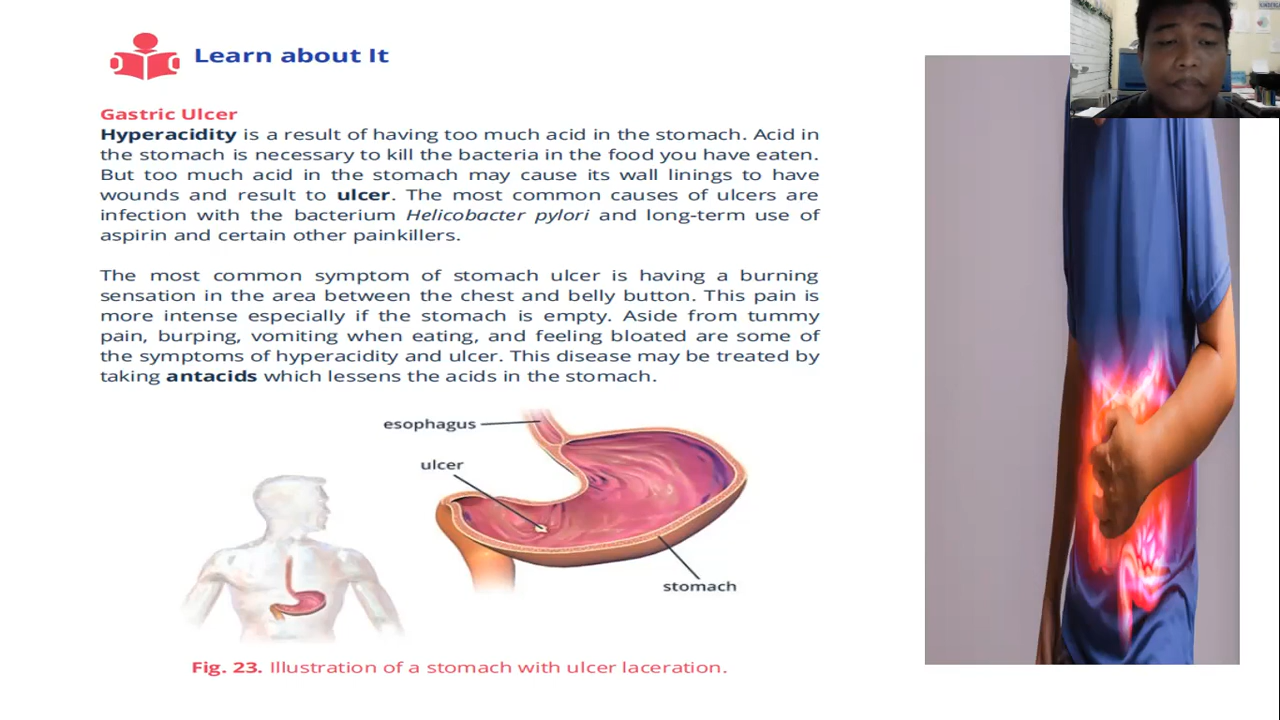 Learn about It
Gastric Ulcer
Hyperacidity is a result of having too much acid in the stomach. Acid in
the stomach is necessary to kill the bacteria in the food you have eaten.
But too much acid in the stomach may cause its wall linings to have
wounds and result to ulcer. The most common causes of ulcers are
infection with the bacterium Helicobacter pylori and long-term use of
aspirin and certain other painkillers.
The most common symptom of stomach ulcer is having a burning
sensation in the area between the chest and belly button. This pain is
more intense especially if the stomach is empty. Aside from tummy
pain, burping, vomiting when eating, and feeling bloated are some of
the symptoms of hyperacidity and ulcer. This disease may be treated by
taking antacids which lessens the acids in the stomach.
esophagus
ulcer
stomach
Fig. 23. Illustration of a stomach with ulcer laceration.